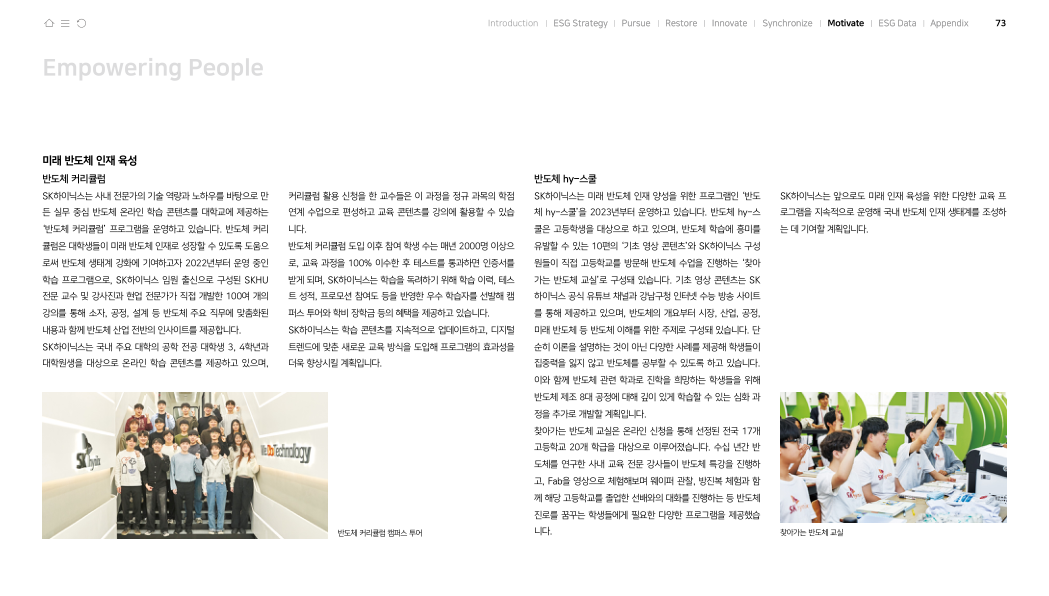 Introduction | ESG Strategy | Pursue | Restore | Innovate | Synchronize | Motivate | ESG Data | Appendix 73
Empowering People
미래 반도체 인재 육성
반도체 커리큘럼
SK하이닉스는 사내 전문가의 기술 역량과 노하우를 바탕으로 만
든 실무 중심 반도체 온라인 학습 콘텐츠를 대학교에 제공하는
‘반도체 커리큘럼’ 프로그램을 운영하고 있습니다. 반도체 커리
큘럼은 대학생들이 미래 반도체 인재로 성장할 수 있도록 도움으
로써 반도체 생태계 강화에 기여하고자 2022년부터 운영 중인
학습 프로그램으로, SK하이닉스 임원 출신으로 구성된 SKHU
전문 교수 및 강사진과 현업 전문가가 직접 개발한 100여 개의
강의를 통해 소자, 공정, 설계 등 반도체 주요 직무에 맞춤화된
내용과 함께 반도체 산업 전반의 인사이트를 제공합니다.
SK하이닉스는 국내 주요 대학의 공학 전공 대학생 3, 4학년과
대학원생을 대상으로 온라인 학습 콘텐츠를 제공하고 있으며,
커리큘럼 활용 신청을 한 교수들은 이 과정을 정규 과목의 학점
연계 수업으로 편성하고 교육 콘텐츠를 강의에 활용할 수 있습
니다.
반도체 커리큘럼 도입 이후 참여 학생 수는 매년 2000명 이상으
로, 교육 과정을 100% 이수한 후 테스트를 통과하면 인증서를
받게 되며, SK하이닉스는 학습을 독려하기 위해 학습 이력, 테스
트 성적, 프로모션 참여도 등을 반영한 우수 학습자를 선발해 캠
퍼스 투어와 학비 장학금 등의 혜택을 제공하고 있습니다.
SK하이닉스는 학습 콘텐츠를 지속적으로 업데이트하고, 디지털
트렌드에 맞춘 새로운 교육 방식을 도입해 프로그램의 효과성을
더욱 향상시킬 계획입니다.
SK hynix
We Do Technology
반도체 커리큘럼 캠퍼스 투어
반도체 hy-스쿨
SK하이닉스는 미래 반도체 인재 양성을 위한 프로그램인 ‘반도
체 hy-스쿨’을 2023년부터 운영하고 있습니다. 반도체 hy-스
쿨은 고등학생을 대상으로 하고 있으며, 반도체 학습에 흥미를
유발할 수 있는 10편의 ‘기초 영상 콘텐츠’와 SK하이닉스 구성
원들이 직접 고등학교를 방문해 반도체 수업을 진행하는 ‘찾아
가는 반도체 교실’로 구성돼 있습니다. 기초 영상 콘텐츠는 SK
하이닉스 공식 유튜브 채널과 강남구청 인터넷 수능 방송 사이트
를 통해 제공하고 있으며, 반도체의 개요부터 시장, 산업, 공정,
미래 반도체 등 반도체 이해를 위한 주제로 구성돼 있습니다. 단
순히 이론을 설명하는 것이 아닌 다양한 사례를 제공해 학생들이
집중력을 잃지 않고 반도체를 공부할 수 있도록 하고 있습니다.
이와 함께 반도체 관련 학과로 진학을 희망하는 학생들을 위해
반도체 제조 8대 공정에 대해 깊이 있게 학습할 수 있는 심화 과
정을 추가로 개발할 계획입니다.
찾아가는 반도체 교실은 온라인 신청을 통해 선정된 전국 17개
고등학교 20개 학급을 대상으로 이루어졌습니다. 수십 년간 반
도체를 연구한 사내 교육 전문 강사들이 반도체 특강을 진행하
고, Fab을 영상으로 체험해보며 웨이퍼 관찰, 방진복 체험과 함
께 해당 고등학교를 졸업한 선배와의 대화를 진행하는 등 반도체
진로를 꿈꾸는 학생들에게 필요한 다양한 프로그램을 제공했습
니다.
SK하이닉스는 앞으로도 미래 인재 육성을 위한 다양한 교육 프
로그램을 지속적으로 운영해 국내 반도체 인재 생태계를 조성하
는 데 기여할 계획입니다.
찾아가는 반도체 교실